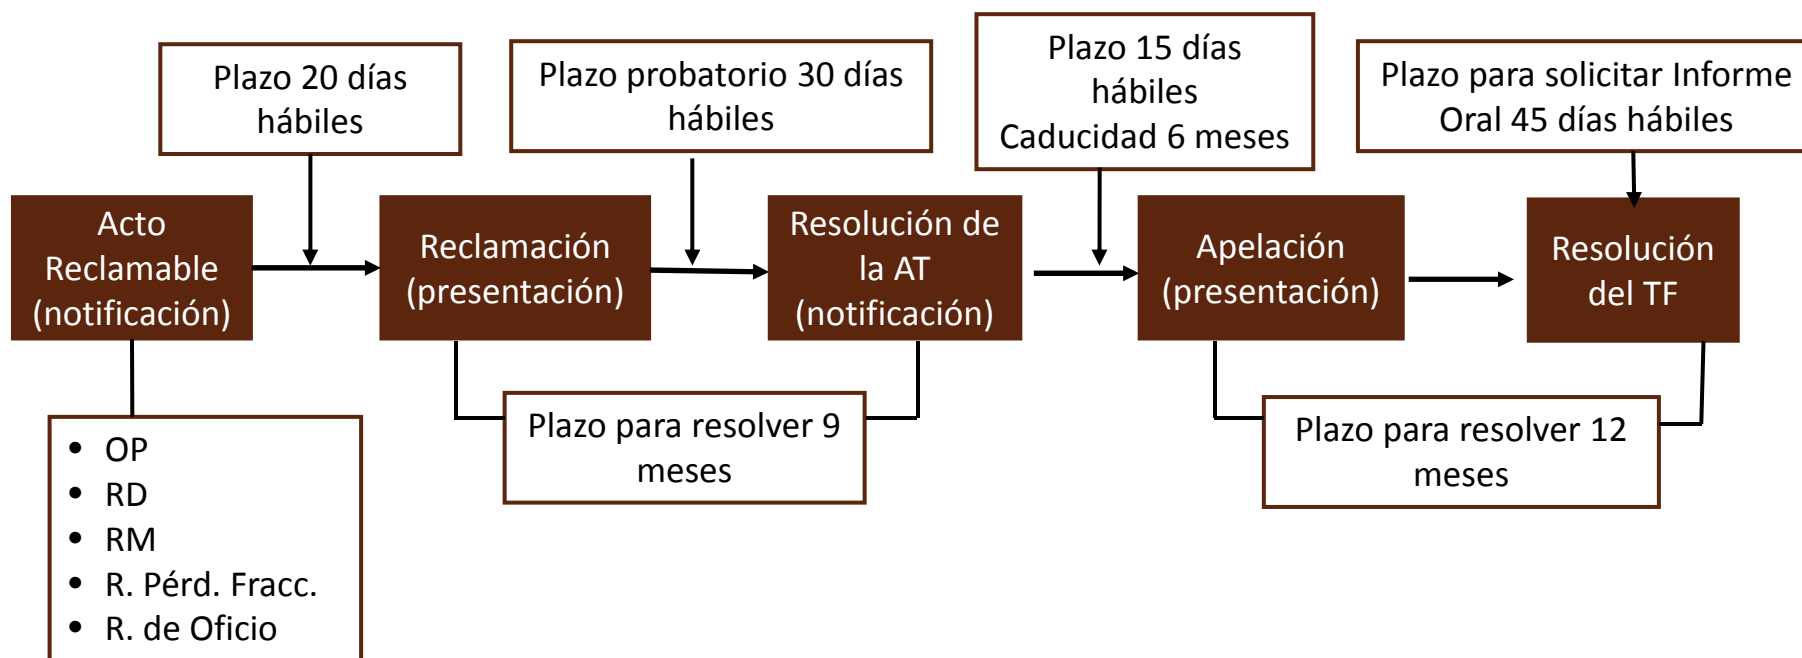 Plazo 20 días
hábiles
Plazo probatorio 30 días
hábiles
Plazo 15 días
hábiles
Caducidad 6 meses
Plazo para solicitar Informe
Oral 45 días hábiles
Acto
Reclamable
(notificación)
Reclamación
(presentación)
Resolución de
la AT
(notificación)
Apelación
(presentación)
Resolución
del TF
Plazo para resolver 9
meses
Plazo para resolver 12
meses
• OP
• RD
• RM
• R. Pérd. Fracc.
• R. de Oficio